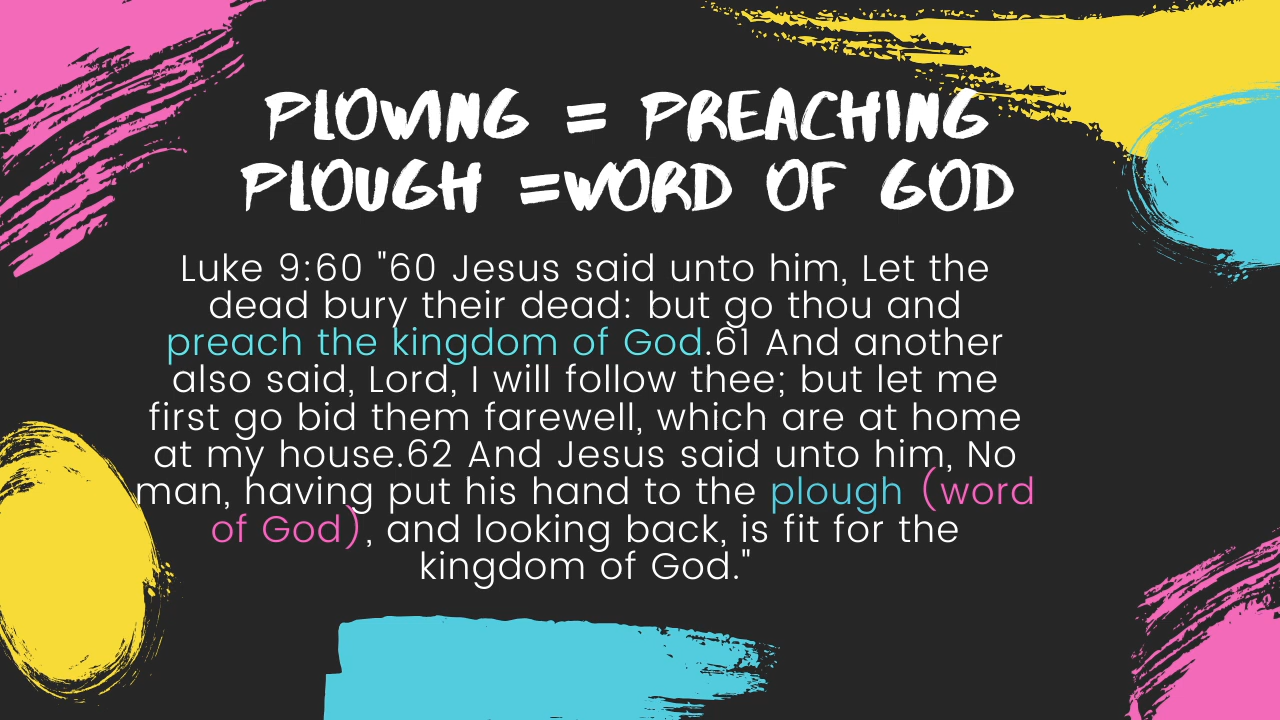 PLOWING = PREACHING
PLOUGH =WORD OF GOD
Luke 9:60 "60 Jesus said unto him, Let the
dead bury their dead: but go thou and
preach the kingdom of God.61 And another
also said, Lord, I will follow thee; but let me
first go bid them farewell, which are at home
at my house.62 And Jesus said unto him, No
man, having put his hand to the plough (word
of God), and looking back, is fit for the
kingdom of God."